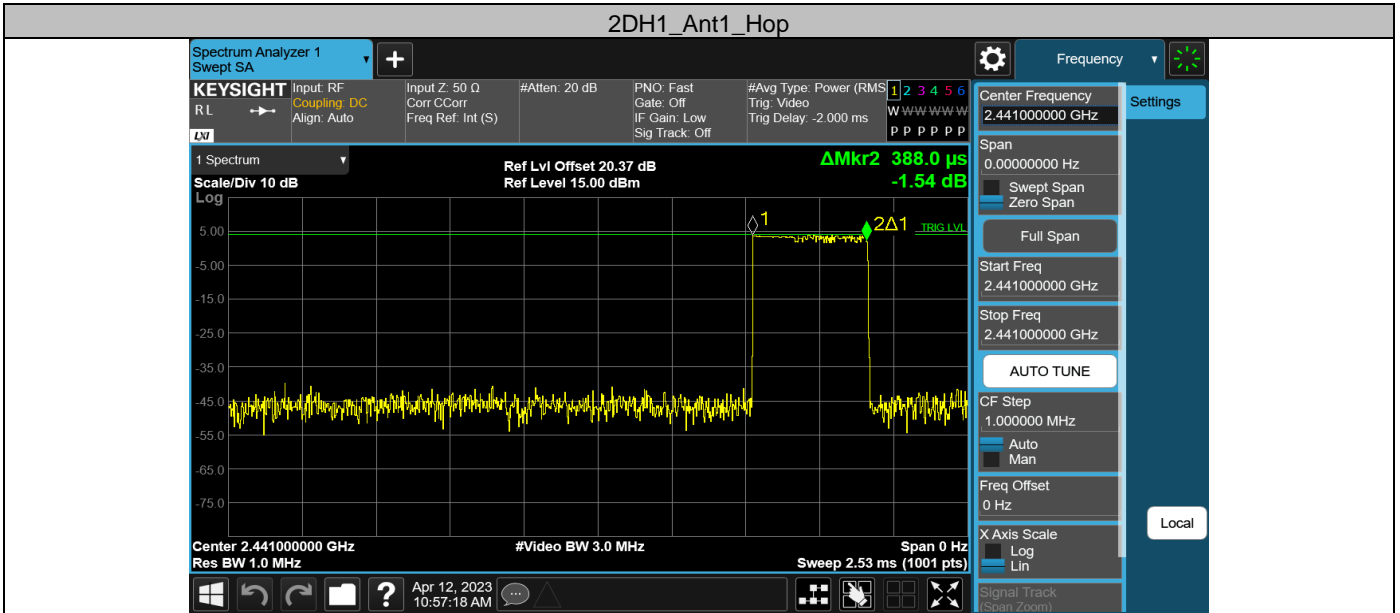 2DH1_Ant1_Hop
Spectrum Analyzer 1
Swept SA
Frequency
KEYSIGHT
RL
LXI
Input: RF
Coupling: DC
Align: Auto
Input Z: 50 Ω
Corr CCorr
Freq Ref: Int (S)
#Atten: 20 dB
PNO: Fast
Gate: Off
IF Gain: Low
Sig Track: Off
#Avg Type: Power (RMS
Trig: Video
Trig Delay: -2.000 ms
1 2 3 4 5 6
W W W W W W
P P P P P P
1 Spectrum
Scale/Div 10 dB
Log
Ref Lvl Offset 20.37 dB
Ref Level 15.00 dBm
ΔMkr2 388.0 µs
-1.54 dB
1
2Δ1
TRIG LVL
5.00
-5.00
-15.0
-25.0
-35.0
-45.0
-55.0
-65.0
-75.0
Center 2.441000000 GHz
Res BW 1.0 MHz
#Video BW 3.0 MHz
Span 0 Hz
Sweep 2.53 ms (1001 pts)
Center Frequency
2.441000000 GHz
Settings
Span
0.00000000 Hz
Swept Span
Zero Span
Full Span
Start Freq
2.441000000 GHz
Stop Freq
2.441000000 GHz
AUTO TUNE
CF Step
1.000000 MHz
Auto
Man
Freq Offset
0 Hz
X Axis Scale
Log
Lin
Local
Signal Track
(Span Zoom)
?
Apr 12, 2023
10:57:18 AM